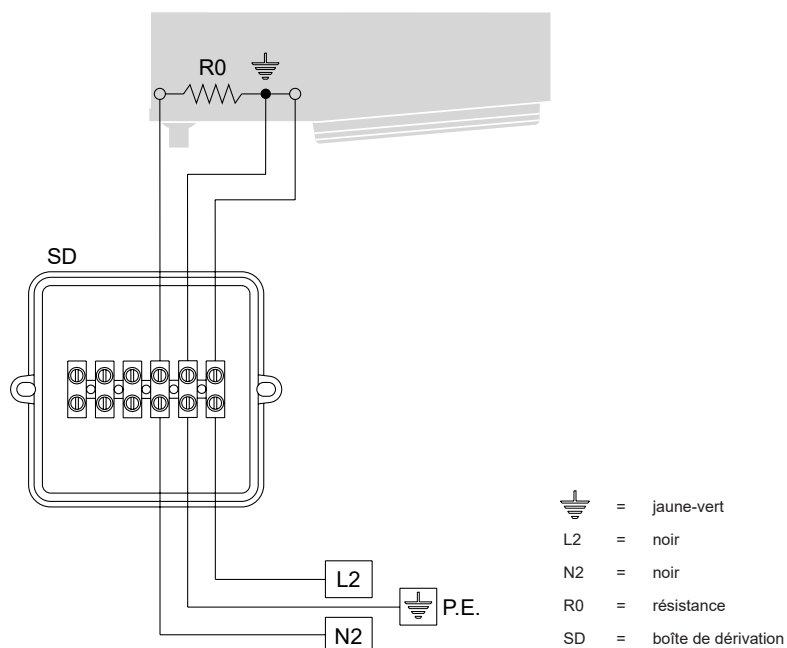 R0
SD
L2
P.E.
N2
= jaune-vert
L2 = noir
N2 = noir
R0 = résistance
SD = boîte de dérivation